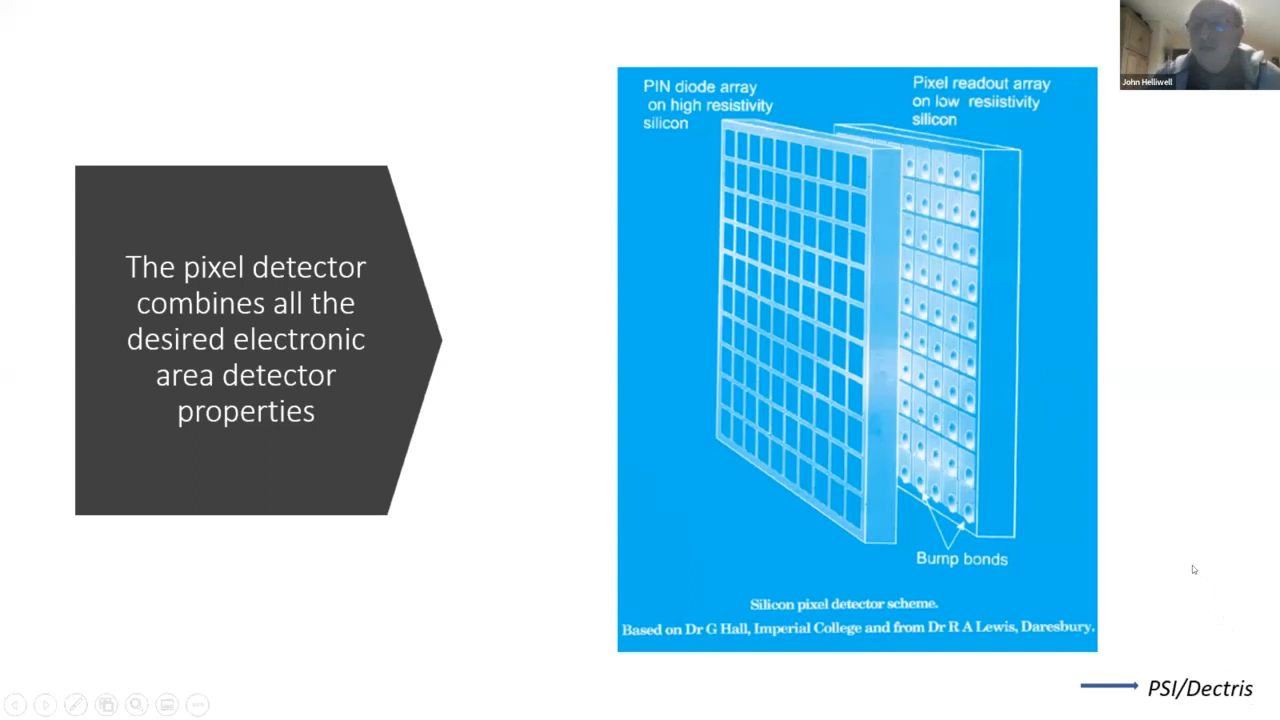 John Helliwell
The pixel detector
combines all the
desired electronic
area detector
properties
PIN diode array
on high resistivity
silicon
Pixel readout array
on low resiistivity
silicon
Bump bonds
Silicon pixel detector scheme.
Based on Dr G Hall, Imperial College and from Dr R A Lewis, Daresbury.
PSI/Dectris